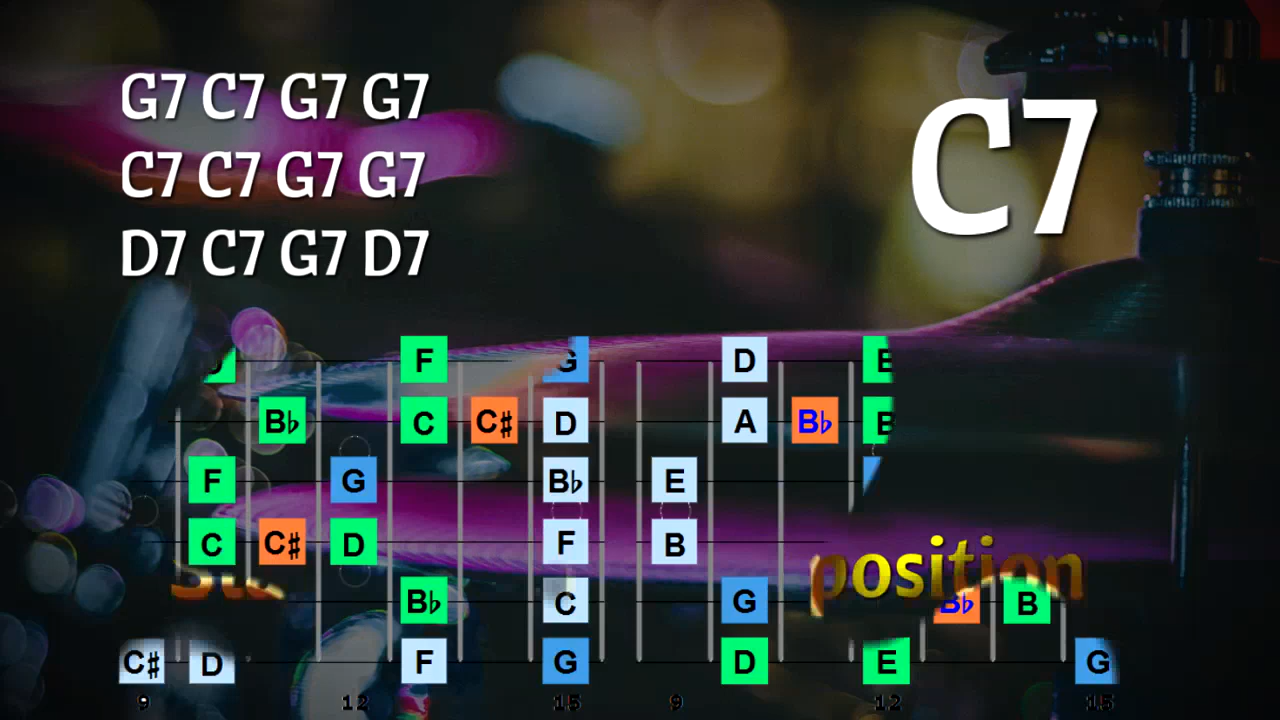 G7 C7 G7 G7
C7
C7 C7 G7 G7
D7 C7 G7 D7
F G D
B♭ C C♯ D A B♭
F G B♭ E
C C♯ D F B
position
B♭ C G B♭ B
C♯ D F G D E G
9 12 15 9 12 15